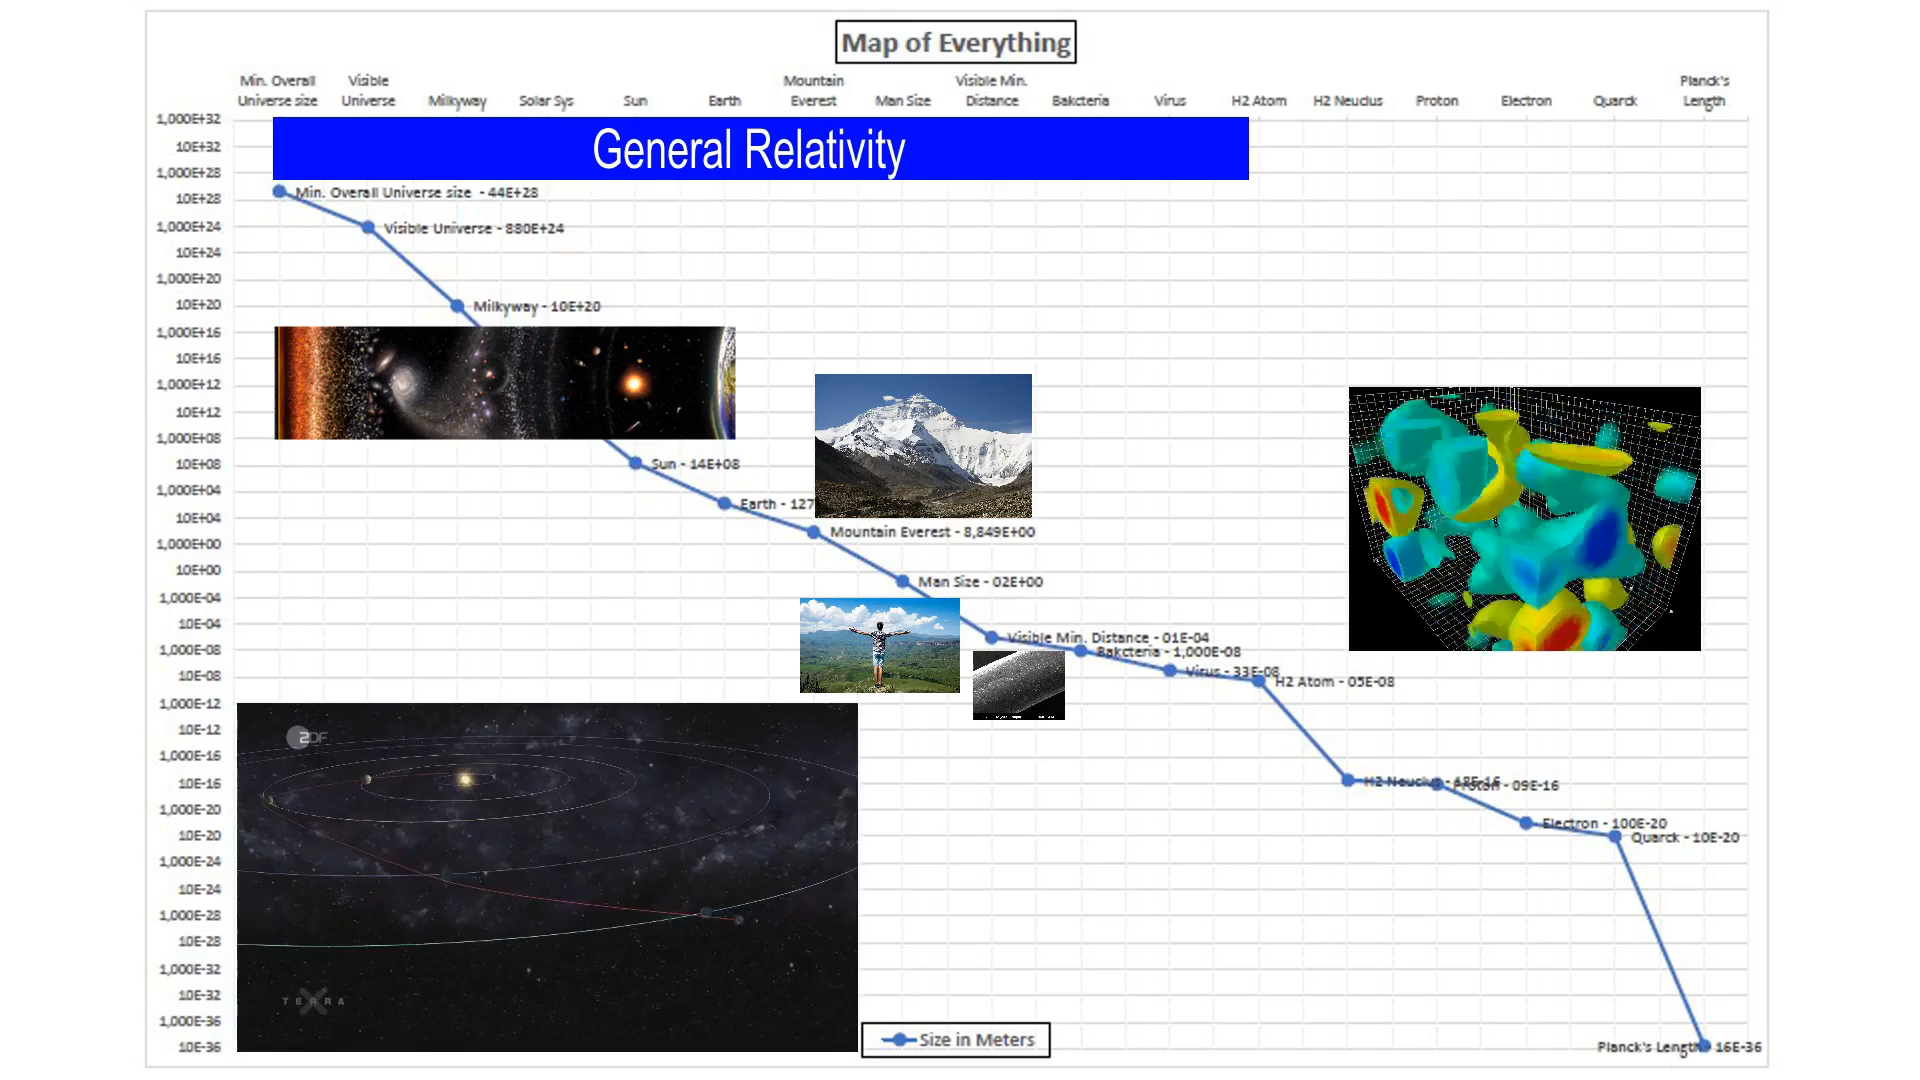 Map of Everything
Min. Overall Universe size
Visible Universe
Milkyway
Solar Sys
Sun
Earth
Mountain Everest
Man Size
Visible Min. Distance
Bakcteria
Virus
H2 Atom
H2 Neuclus
Proton
Electron
Quarck
Planck's Length
General Relativity
1,000E+32
10E+32
1,000E+28
10E+28
1,000E+24
10E+24
1,000E+20
10E+20
1,000E+16
10E+16
1,000E+12
10E+12
1,000E+08
10E+08
1,000E+04
10E+04
1,000E+00
10E+00
1,000E-04
10E-04
1,000E-08
10E-08
1,000E-12
10E-12
1,000E-16
10E-16
1,000E-20
10E-20
1,000E-24
10E-24
1,000E-28
10E-28
1,000E-32
10E-32
1,000E-36
10E-36
Min. Overall Universe size - 44E+28
Visible Universe - 880E+24
Milkyway - 10E+20
Sun - 14E+08
Earth - 127
Mountain Everest - 8,849E+00
Man Size - 02E+00
Visible Min. Distance - 01E-04
Bakcteria - 1,000E-08
Virus - 33E-08
H2 Atom - 05E-08
H2 Neuclus - 18E-16
Proton - 09E-16
Electron - 100E-20
Quarck - 10E-20
Planck's Length - 16E-36
2DF
TERRA X
Size in Meters